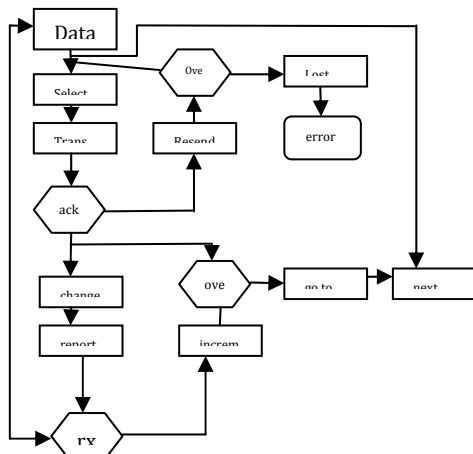 Data
Ove
Lost
Select
Trans
Resend
error
ack
change
ove
go to
next
report
increm
rx